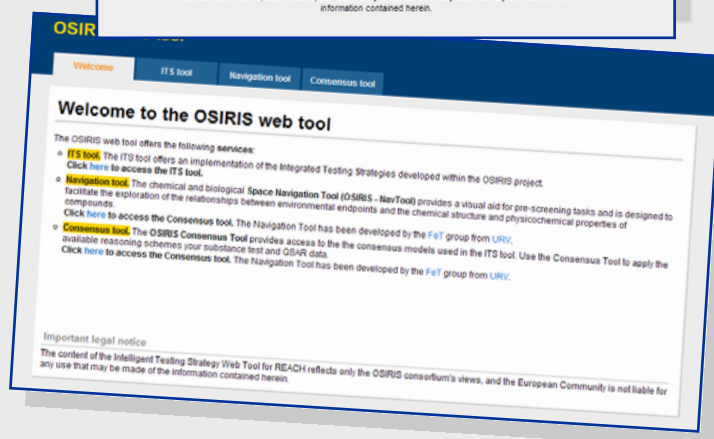 information contained herein.
OSIR
Welcome
ITS tool
Navigation tool
Consensus tool
Welcome to the OSIRIS web tool
The OSIRIS web tool offers the following services:
ITS tool. The ITS tool offers an implementation of the Integrated Testing Strategies developed within the OSIRIS project.
Click here to access the ITS tool.
Navigation tool. The chemical and biological Space Navigation Tool (OSIRIS - NavTool) provides a visual aid for pre-screening tasks and is designed to
facilitate the exploration of the relationships between environmental endpoints and the chemical structure and physicochemical properties of
compounds.
Click here to access the Consensus tool. The Navigation Tool has been developed by the FeT group from URV.
Consensus tool. The OSIRIS Consensus Tool provides access to the the consensus models used in the ITS tool. Use the Consensus Tool to apply the
available reasoning schemes your substance test and QSAR data.
Click here to access the Consensus tool. The Navigation Tool has been developed by the FeT group from URV.
Important legal notice
The content of the Intelligent Testing Strategy Web Tool for REACH reflects only the OSIRIS consortium's views, and the European Community is not liable for
any use that may be made of the information contained herein.